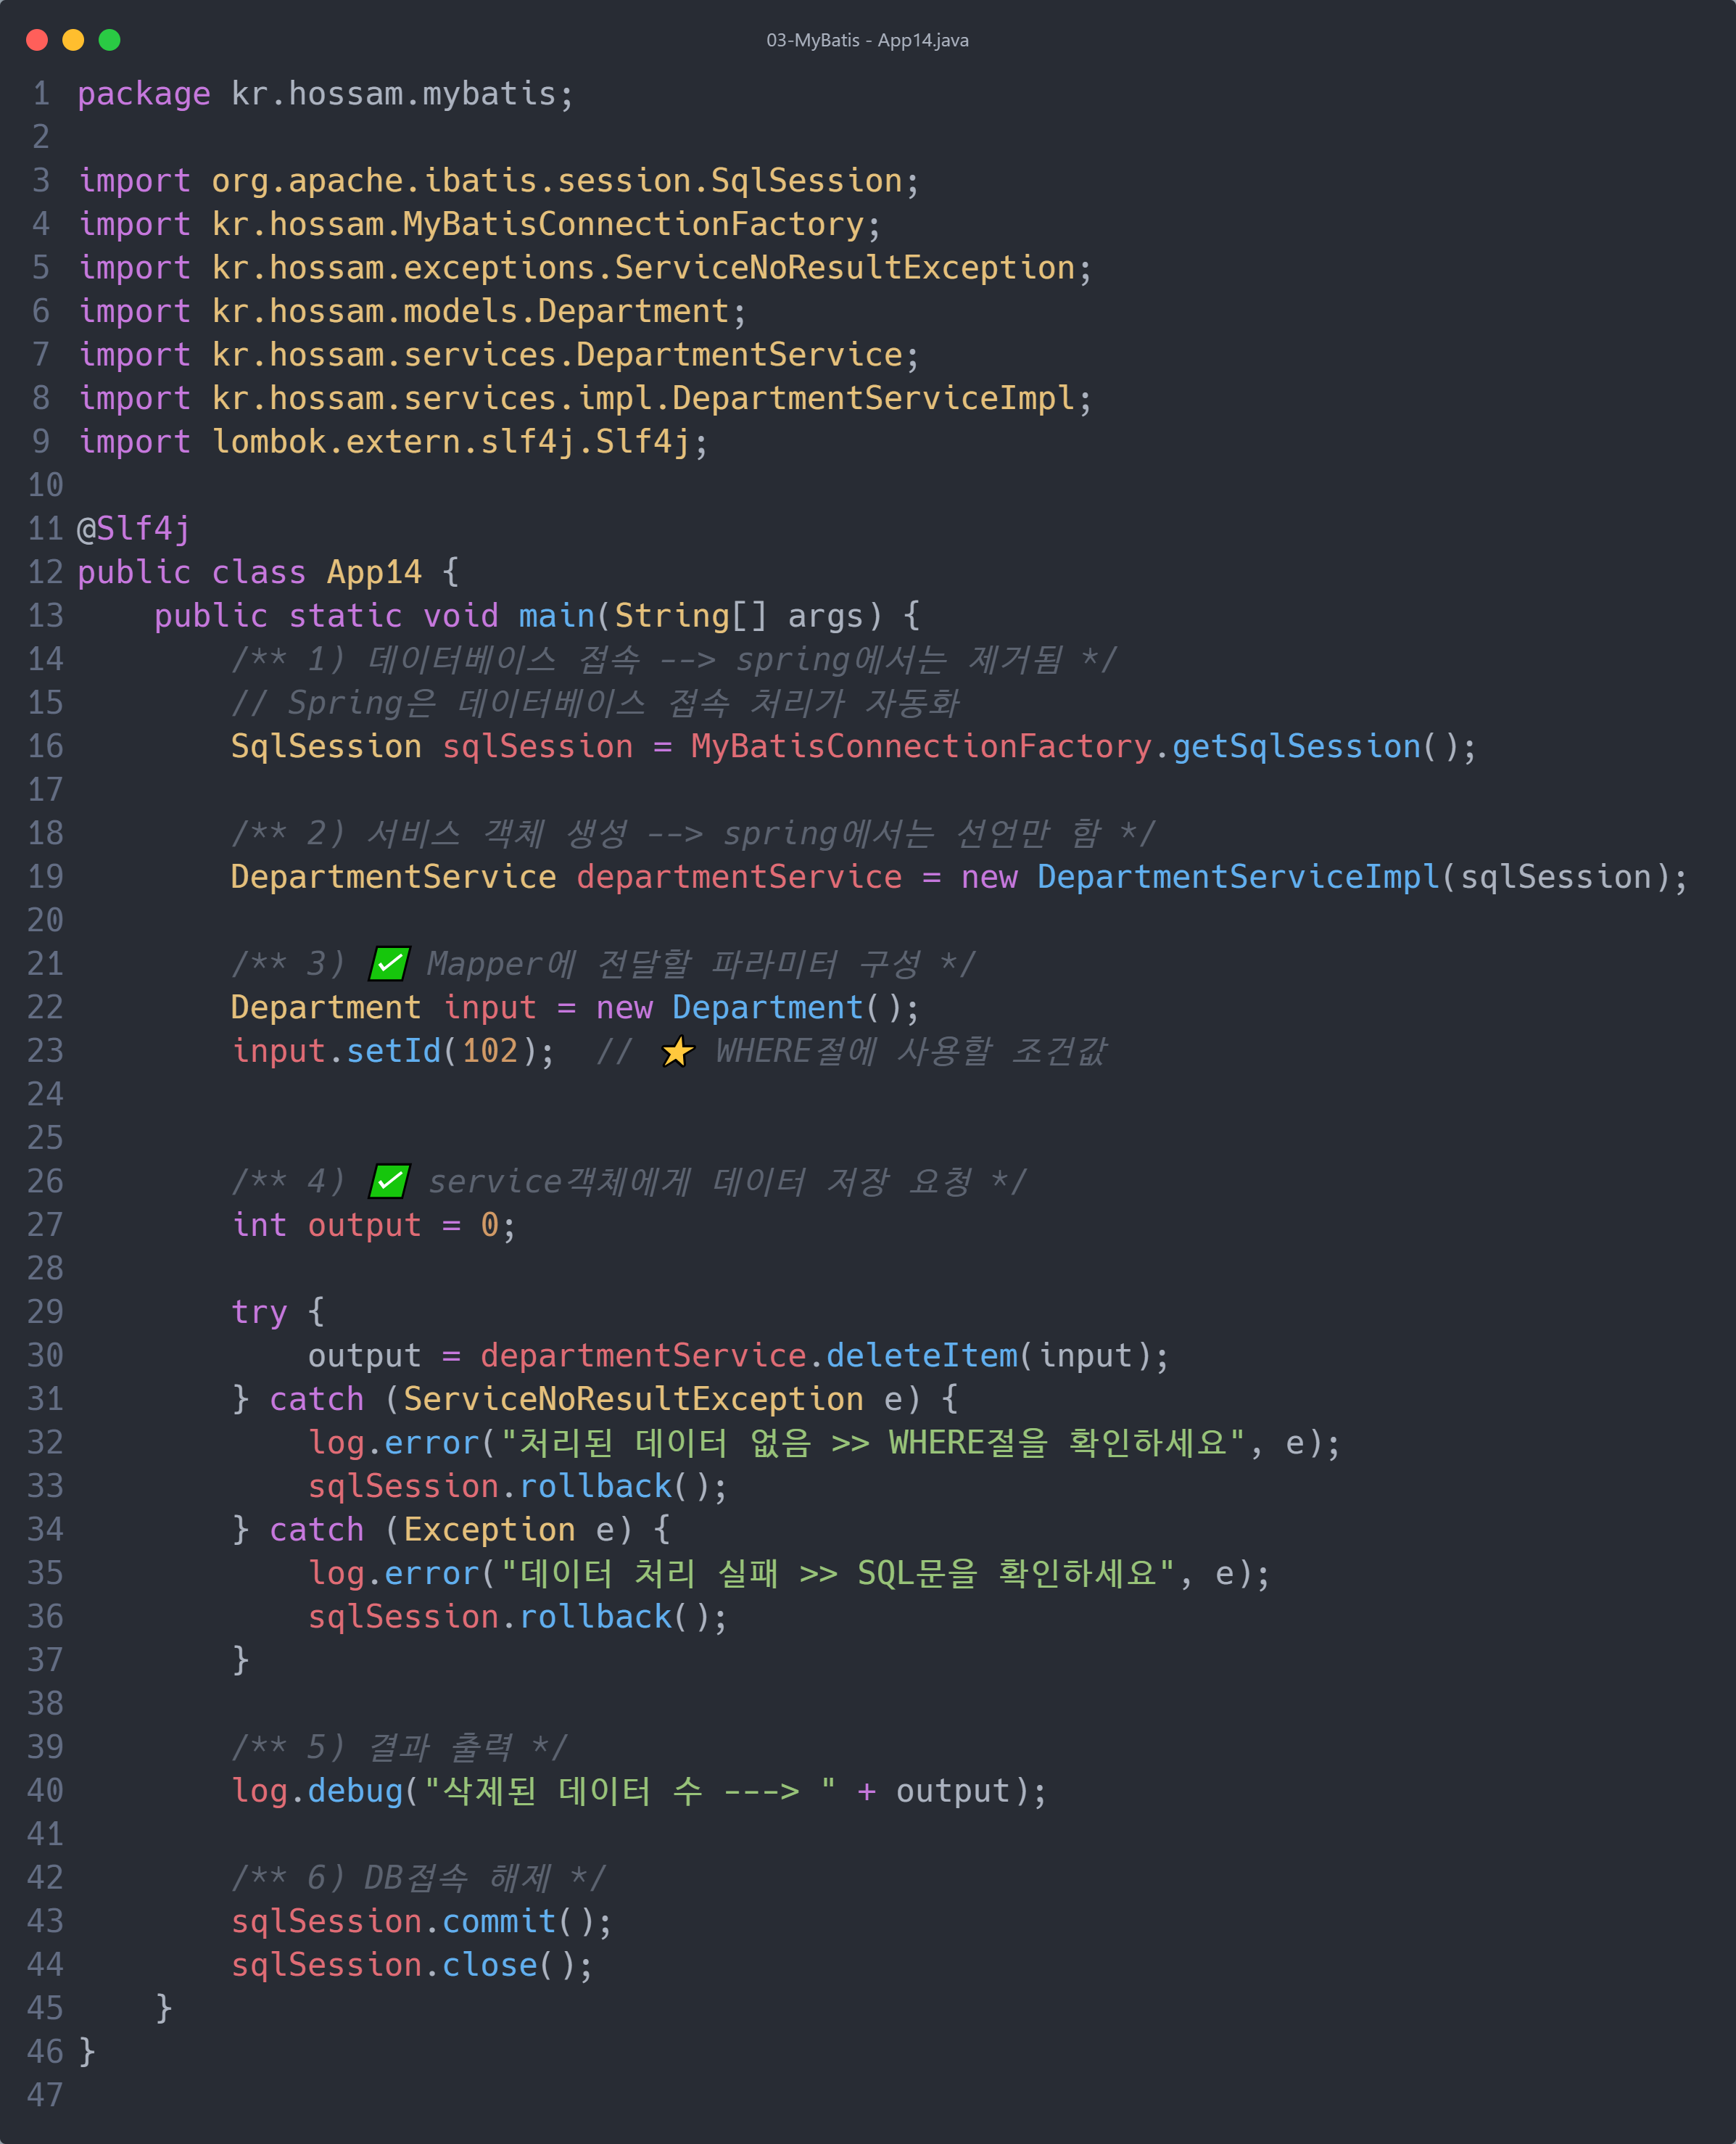 03-MyBatis - App14.java
1 package kr.hossam.mybatis;
2
3 import org.apache.ibatis.session.SqlSession;
4 import kr.hossam.MyBatisConnectionFactory;
5 import kr.hossam.exceptions.ServiceNoResultException;
6 import kr.hossam.models.Department;
7 import kr.hossam.services.DepartmentService;
8 import kr.hossam.services.impl.DepartmentServiceImpl;
9 import lombok.extern.slf4j.Slf4j;
10
11 @Slf4j
12 public class App14 {
13     public static void main(String[] args) {
14         /** 1) 데이터베이스 접속 --> spring에서는 제거됨 */
15         // Spring은 데이터베이스 접속 처리가 자동화
16         SqlSession sqlSession = MyBatisConnectionFactory.getSqlSession();
17
18         /** 2) 서비스 객체 생성 --> spring에서는 선언만 함 */
19         DepartmentService departmentService = new DepartmentServiceImpl(sqlSession);
20
21         /** 3) ✅ Mapper에 전달할 파라미터 구성 */
22         Department input = new Department();
23         input.setId(102);  // ⭐ WHERE절에 사용할 조건값
24
25
26         /** 4) ✅ service객체에게 데이터 저장 요청 */
27         int output = 0;
28
29         try {
30             output = departmentService.deleteItem(input);
31         } catch (ServiceNoResultException e) {
32             log.error("처리된 데이터 없음 >> WHERE절을 확인하세요", e);
33             sqlSession.rollback();
34         } catch (Exception e) {
35             log.error("데이터 처리 실패 >> SQL문을 확인하세요", e);
36             sqlSession.rollback();
37         }
38
39         /** 5) 결과 출력 */
40         log.debug("삭제된 데이터 수 ---> " + output);
41
42         /** 6) DB접속 해제 */
43         sqlSession.commit();
44         sqlSession.close();
45     }
46 }
47